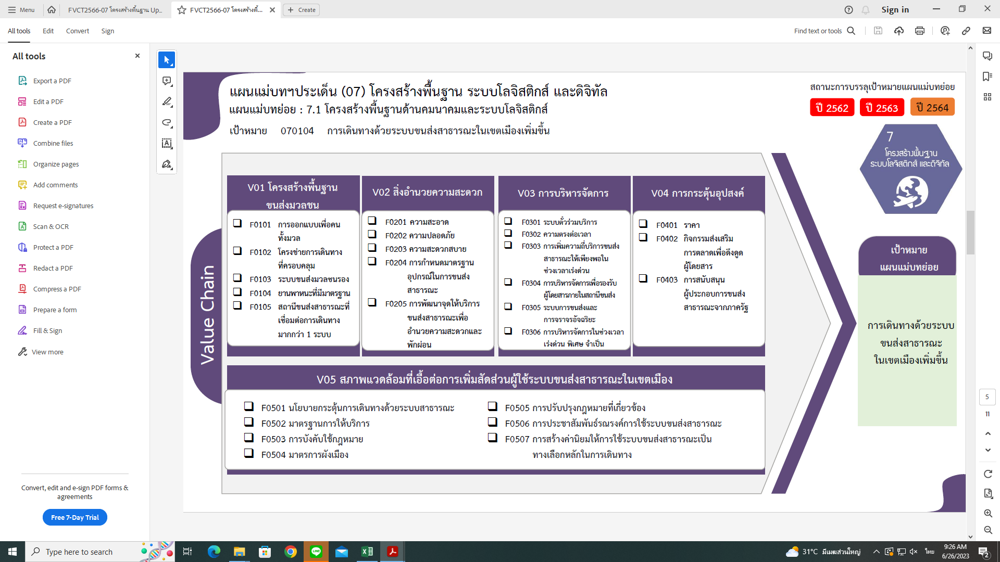 Menu
FVCT2566-07 โครงสร้างพื้นฐาน Up...
FVCT2566-07 โครงสร้างพื้...
Create
Sign in
All tools
Edit
Convert
Sign
Find text or tools
All tools
Export a PDF
Edit a PDF
Create a PDF
Combine files
Organize pages
Add comments
Request e-signatures
Scan & OCR
Protect a PDF
Redact a PDF
Compress a PDF
Prepare a form
Fill & Sign
View more
Convert, edit and e-sign PDF forms &
agreements
Free 7-Day Trial
แผนแม่บทฯประเด็น (07) โครงสร้างพื้นฐาน ระบบโลจิสติกส์ และดิจิทัล
แผนแม่บทย่อย : 7.1 โครงสร้างพื้นฐานด้านคมนาคมและระบบโลจิสติกส์
เป้าหมาย 070104 การเดินทางด้วยระบบขนส่งสาธารณะในเขตเมืองเพิ่มขึ้น
สถานะการบรรลุเป้าหมายแผนแม่บทย่อย
ปี 2562
ปี 2563
ปี 2564
7
โครงสร้างพื้นฐาน
ระบบโลจิสติกส์ และดิจิทัล
Value Chain
V01 โครงสร้างพื้นฐาน
ขนส่งมวลชน
F0101 การออกแบบเพื่อคน
ทั้งมวล
F0102 โครงข่ายการเดินทาง
ที่ครอบคลุม
F0103 ระบบขนส่งมวลชนรอง
F0104 ยานพาหนะที่มีมาตรฐาน
F0105 สถานีขนส่งสาธารณะที่
เชื่อมต่อการเดินทาง
มากกว่า 1 ระบบ
V02 สิ่งอำนวยความสะดวก
F0201 ความสะอาด
F0202 ความปลอดภัย
F0203 ความสะดวกสบาย
F0204 การกำหนดมาตรฐาน
อุปกรณ์ในการขนส่ง
สาธารณะ
F0205 การพัฒนาจุดให้บริการ
ขนส่งสาธารณะเพื่อ
อำนวยความสะดวกและ
พักผ่อน
V03 การบริหารจัดการ
F0301 ระบบตั๋วร่วมบริการ
F0302 ความตรงต่อเวลา
F0303 การเพิ่มความถี่บริการขนส่ง
สาธารณะให้เพียงพอใน
ช่วงเวลาเร่งด่วน
F0304 การบริหารจัดการเพื่อรองรับ
ผู้โดยสารภายในสถานีขนส่ง
F0305 ระบบการขนส่งและ
การจราจรอัจฉริยะ
F0306 การบริหารจัดการในช่วงเวลา
เร่งด่วน พิเศษ จำเป็น
V04 การกระตุ้นอุปสงค์
F0401 ราคา
F0402 กิจกรรมส่งเสริม
การตลาดเพื่อดึงดูด
ผู้โดยสาร
F0403 การสนับสนุน
ผู้ประกอบการขนส่ง
สาธารณะจากภาครัฐ
V05 สภาพแวดล้อมที่เอื้อต่อการเพิ่มสัดส่วนผู้ใช้ระบบขนส่งสาธารณะในเขตเมือง
F0501 นโยบายกระตุ้นการเดินทางด้วยระบบสาธารณะ
F0502 มาตรฐานการให้บริการ
F0503 การบังคับใช้กฎหมาย
F0504 มาตรการผังเมือง
F0505 การปรับปรุงกฎหมายที่เกี่ยวข้อง
F0506 การประชาสัมพันธ์รณรงค์การใช้ระบบขนส่งสาธารณะ
F0507 การสร้างค่านิยมให้การใช้ระบบขนส่งสาธารณะเป็น
ทางเลือกหลักในการเดินทาง
เป้าหมาย
แผนแม่บทย่อย
การเดินทางด้วยระบบ
ขนส่งสาธารณะ
ในเขตเมืองเพิ่มขึ้น
5
11
Type here to search
LINE
31°C มีเมฆส่วนใหญ่
ไทย
9:26 AM
6/26/2023
2